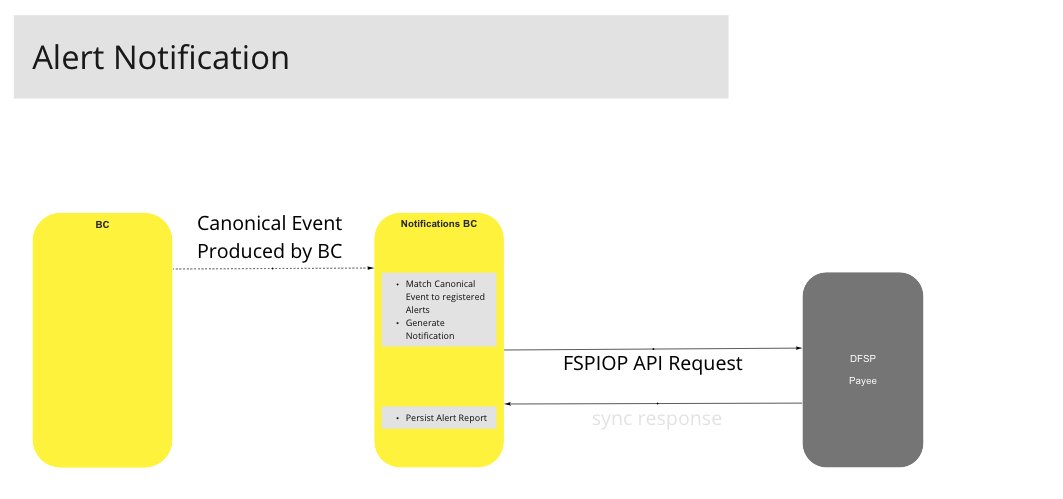 Alert Notification
BC
Canonical Event
Produced by BC
Notifications BC
• Match Canonical
Event to registered
Alerts
• Generate
Notification
FSPIOP API Request
DFSP
Payee
• Persist Alert Report
sync response